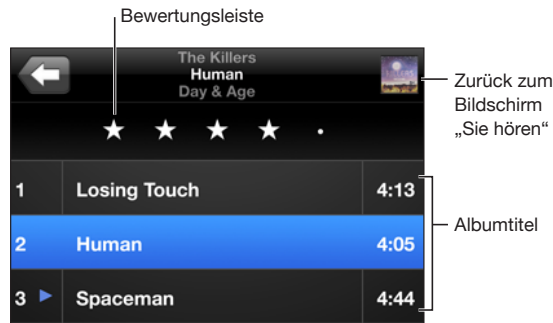 Bewertungsleiste
The Killers
Human
Day & Age
Zurück zum
Bildschirm
„Sie hören“
1 Losing Touch 4:13
2 Human 4:05
3 Spaceman 4:44
Albumtitel